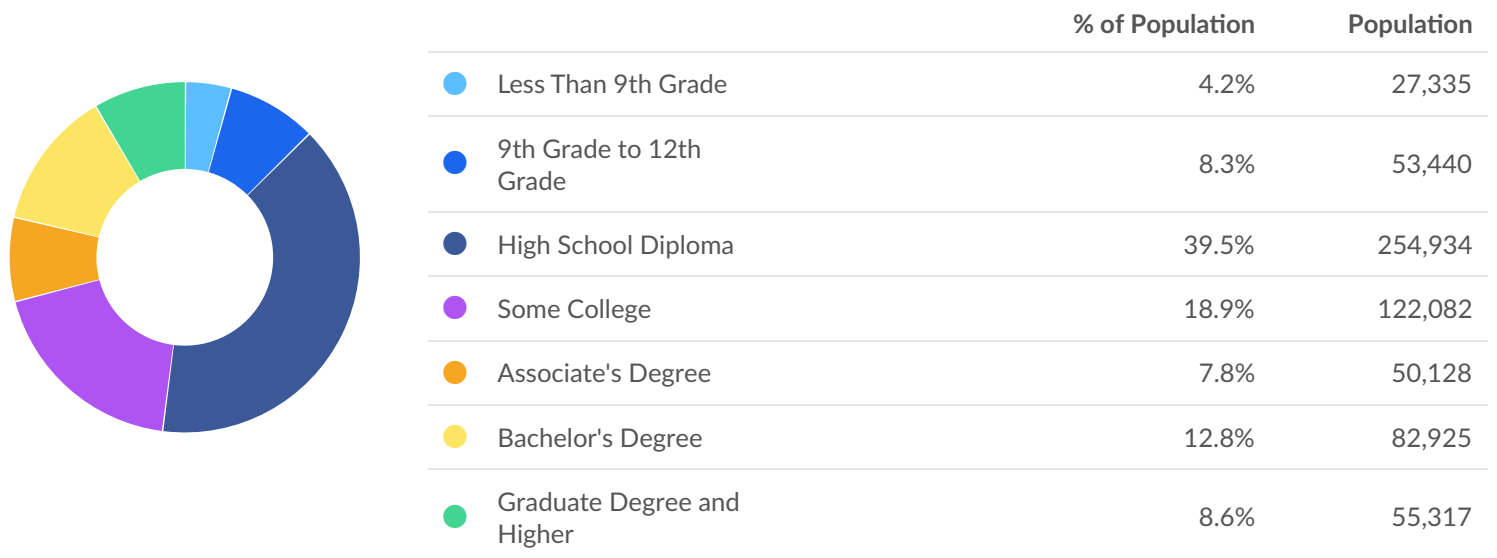 % of Population Population
Less Than 9th Grade 4.2% 27,335
9th Grade to 12th
Grade 8.3% 53,440
High School Diploma 39.5% 254,934
Some College 18.9% 122,082
Associate's Degree 7.8% 50,128
Bachelor's Degree 12.8% 82,925
Graduate Degree and
Higher 8.6% 55,317